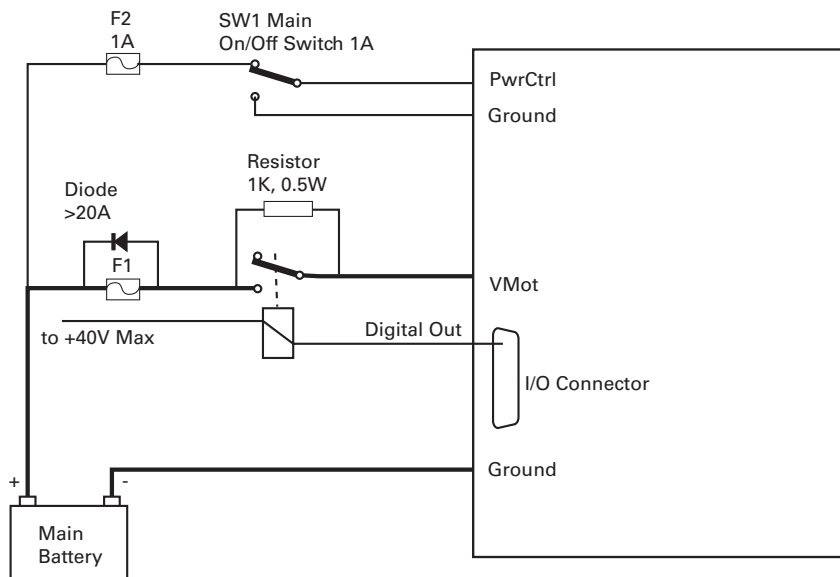 F2
1A
SW1 Main
On/Off Switch 1A
PwrCtrl
Ground
Resistor
1K, 0.5W
Diode
>20A
F1
VMot
to +40V Max
Digital Out
I/O Connector
Ground
+
-
Main
Battery